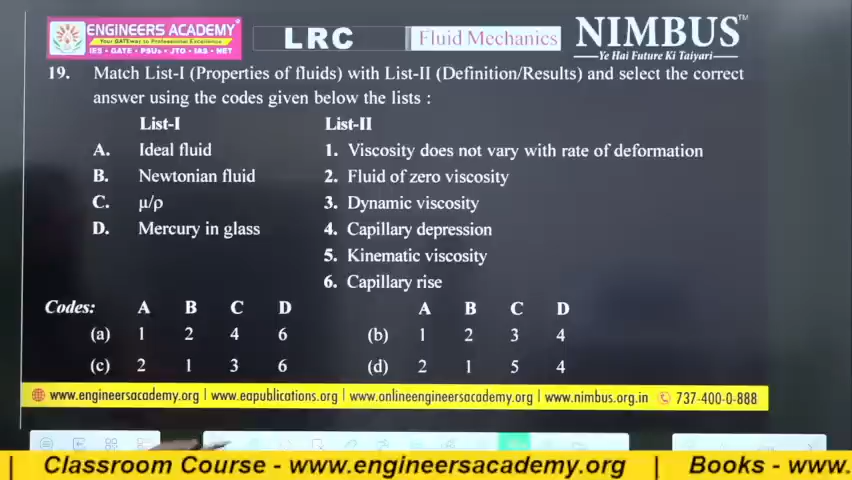 ENGINEERS ACADEMY
Your GATEway to Professional Excellence
IES • GATE • PSUs • JTO • IAS • NET
LRC
Fluid Mechanics
NIMBUS™
Ye Hai Future Ki Taiyari
19. Match List-I (Properties of fluids) with List-II (Definition/Results) and select the correct
answer using the codes given below the lists :
List-I List-II
A. Ideal fluid 1. Viscosity does not vary with rate of deformation
B. Newtonian fluid 2. Fluid of zero viscosity
C. μ/ρ 3. Dynamic viscosity
D. Mercury in glass 4. Capillary depression
5. Kinematic viscosity
6. Capillary rise
Codes: A B C D A B C D
(a) 1 2 4 6 (b) 1 2 3 4
(c) 2 1 3 6 (d) 2 1 5 4
www.engineersacademy.org | www.eapublications.org | www.onlineengineersacademy.org | www.nimbus.org.in 737-400-0-888
| Classroom Course - www.engineersacademy.org | Books - www.